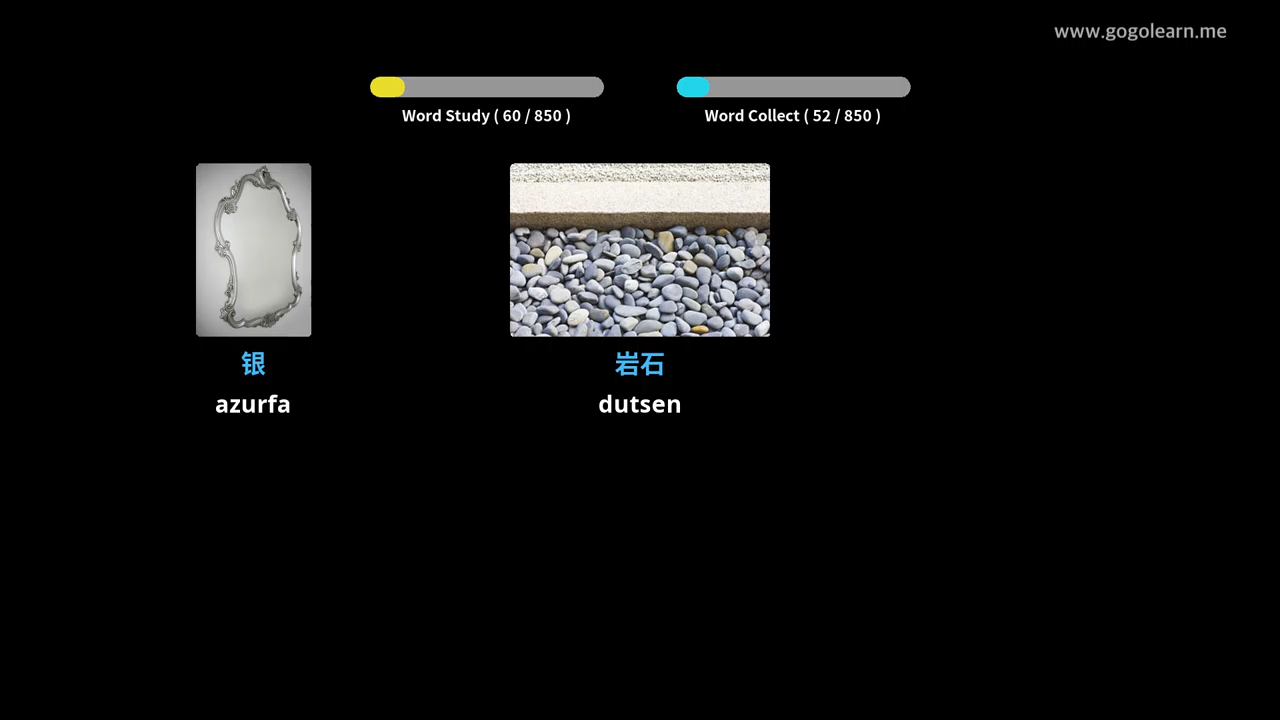 www.gogolearn.me
Word Study ( 60 / 850 )
Word Collect ( 52 / 850 )
银
岩石
azurfa
dutsen